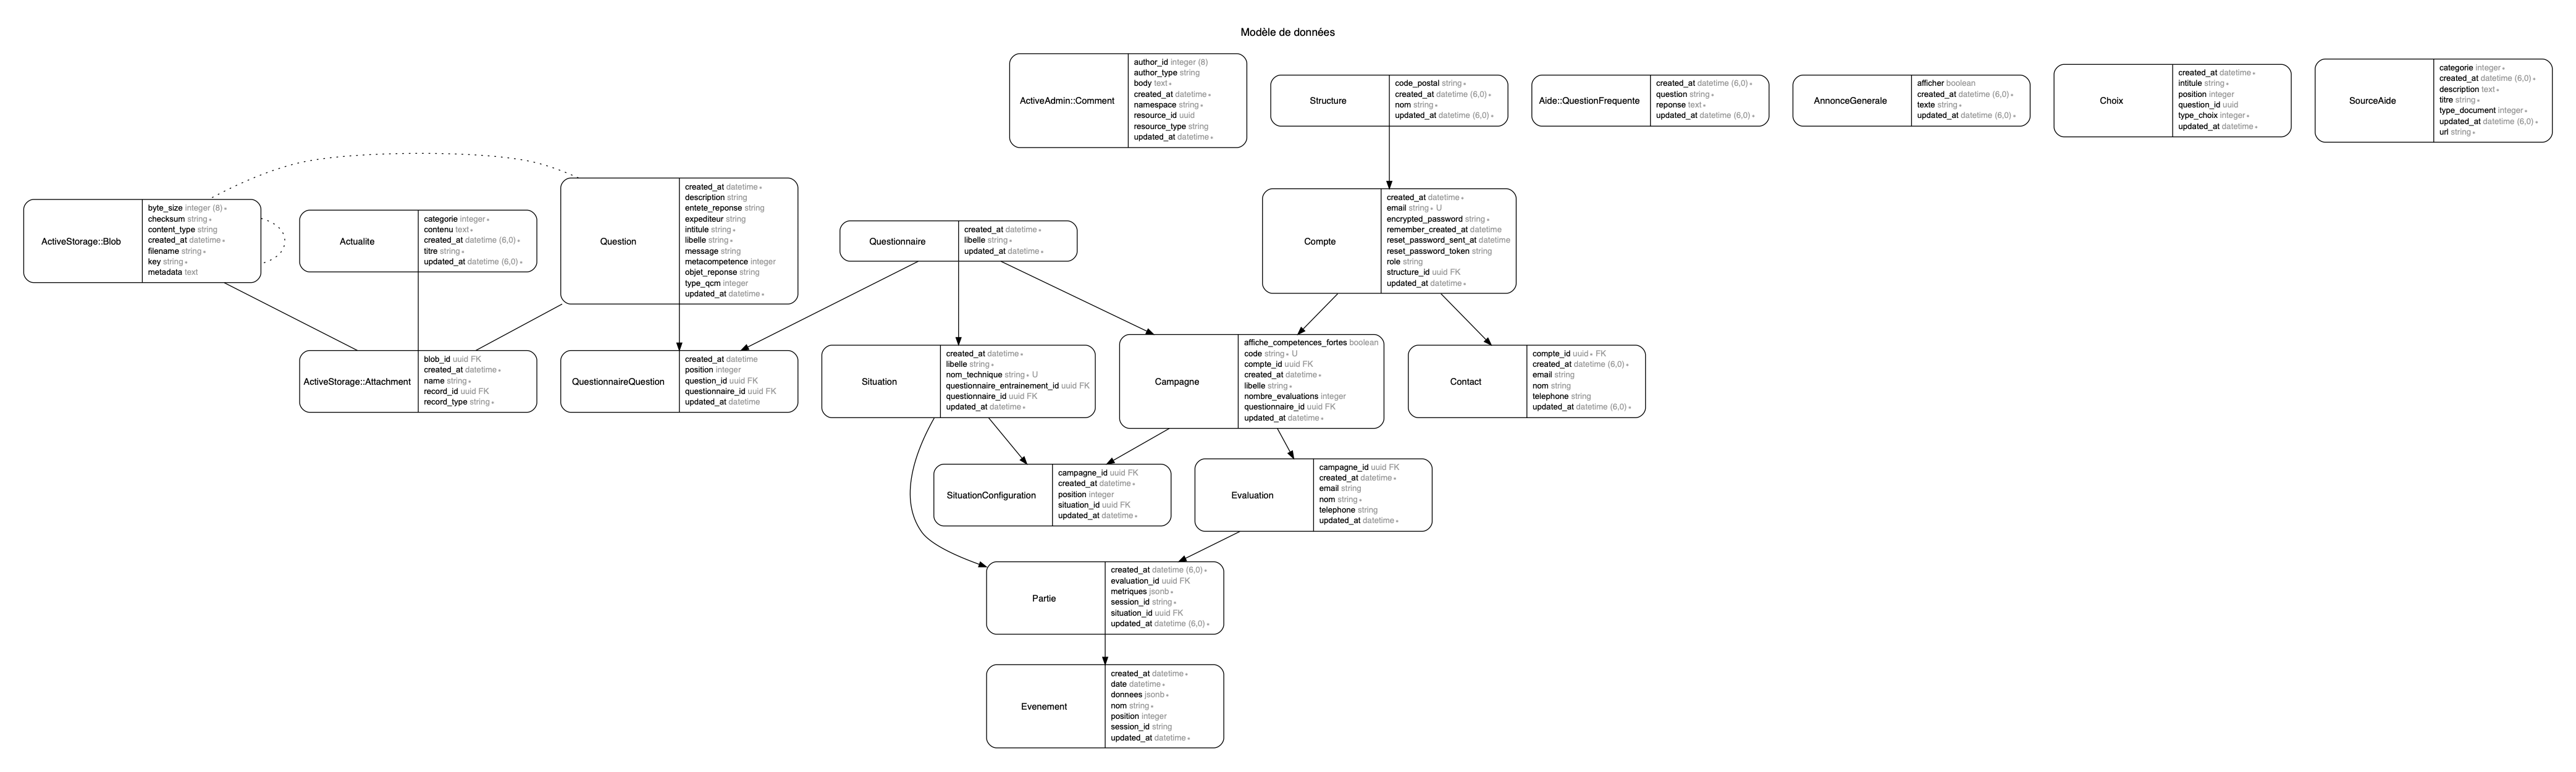 Modèle de données
ActiveAdmin::Comment
author_id integer (8)
author_type string
body text ∗
created_at datetime ∗
namespace string ∗
resource_id uuid
resource_type string
updated_at datetime ∗
Structure
code_postal string ∗
created_at datetime (6,0) ∗
nom string ∗
updated_at datetime (6,0) ∗
Aide::QuestionFrequente
created_at datetime (6,0) ∗
question string ∗
reponse text ∗
updated_at datetime (6,0) ∗
AnnonceGenerale
afficher boolean
created_at datetime (6,0) ∗
texte string ∗
updated_at datetime (6,0) ∗
Choix
created_at datetime ∗
intitule string ∗
position integer
question_id uuid
type_choix integer ∗
updated_at datetime ∗
SourceAide
categorie integer ∗
created_at datetime (6,0) ∗
description text ∗
titre string ∗
type_document integer ∗
updated_at datetime (6,0) ∗
url string ∗
ActiveStorage::Blob
byte_size integer (8) ∗
checksum string ∗
content_type string
created_at datetime ∗
filename string ∗
key string ∗
metadata text
Actualite
categorie integer ∗
contenu text ∗
created_at datetime (6,0) ∗
titre string ∗
updated_at datetime (6,0) ∗
Question
created_at datetime ∗
description string
entete_reponse string
expediteur string
intitule string ∗
libelle string ∗
message string
metacompetence integer
objet_reponse string
type_qcm integer
updated_at datetime ∗
Questionnaire
created_at datetime ∗
libelle string ∗
updated_at datetime ∗
Compte
created_at datetime ∗
email string ∗ U
encrypted_password string ∗
remember_created_at datetime
reset_password_sent_at datetime
reset_password_token string
role string
structure_id uuid FK
updated_at datetime ∗
ActiveStorage::Attachment
blob_id uuid FK
created_at datetime ∗
name string ∗
record_id uuid FK
record_type string ∗
QuestionnaireQuestion
created_at datetime
position integer
question_id uuid FK
questionnaire_id uuid FK
updated_at datetime
Situation
created_at datetime ∗
libelle string ∗
nom_technique string ∗ U
questionnaire_entrainement_id uuid FK
questionnaire_id uuid FK
updated_at datetime ∗
Campagne
affiche_competences_fortes boolean
code string ∗ U
compte_id uuid FK
created_at datetime ∗
libelle string ∗
nombre_evaluations integer
questionnaire_id uuid FK
updated_at datetime ∗
Contact
compte_id uuid ∗ FK
created_at datetime (6,0) ∗
email string
nom string
telephone string
updated_at datetime (6,0) ∗
SituationConfiguration
campagne_id uuid FK
created_at datetime ∗
position integer
situation_id uuid FK
updated_at datetime ∗
Evaluation
campagne_id uuid FK
created_at datetime ∗
email string
nom string ∗
telephone string
updated_at datetime ∗
Partie
created_at datetime (6,0) ∗
evaluation_id uuid FK
metriques jsonb ∗
session_id string ∗
situation_id uuid FK
updated_at datetime (6,0) ∗
Evenement
created_at datetime ∗
date datetime ∗
donnees jsonb ∗
nom string ∗
position integer
session_id string
updated_at datetime ∗